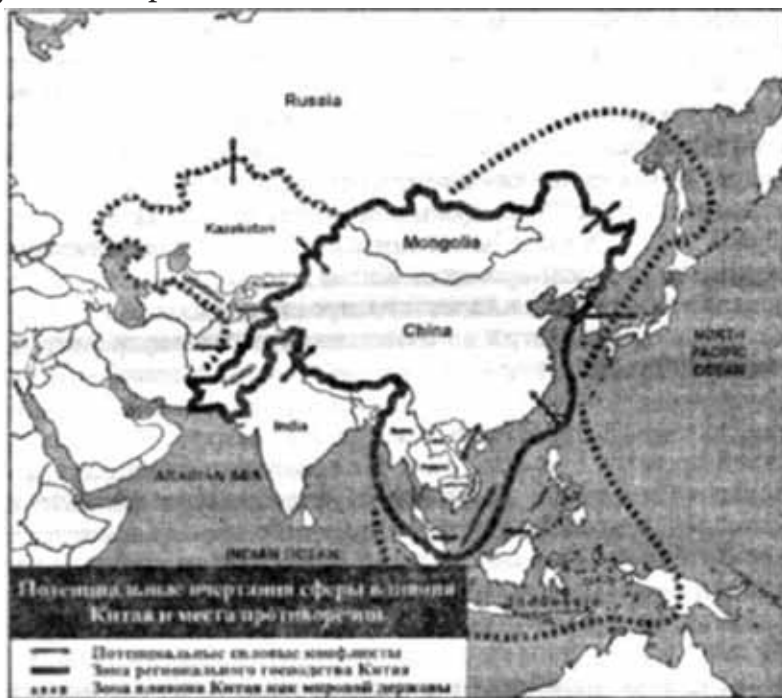 Russia
Kazakstan
Mongolia
China
NORTH
PACIFIC
OCEAN
India
ARABIAN SEA
INDIAN OCEAN
Потенциальные очертания сферы влияния
Китая и места противоречий
Потенциальные силовые конфликты
Зона регионального господства Китая
Зона влияния Китая как мировой державы